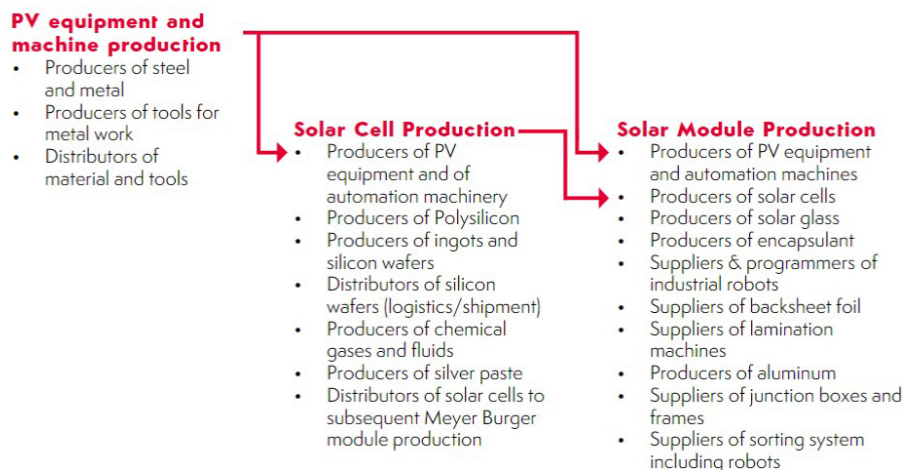 PV equipment and
machine production
• Producers of steel
and metal
• Producers of tools for
metal work
• Distributors of
material and tools
Solar Cell Production
• Producers of PV
equipment and of
automation machinery
• Producers of Polysilicon
• Producers of ingots and
silicon wafers
• Distributors of silicon
wafers (logistics/shipment)
• Producers of chemical
gases and fluids
• Producers of silver paste
• Distributors of solar cells to
subsequent Meyer Burger
module production
Solar Module Production
• Producers of PV equipment
and automation machines
• Producers of solar cells
• Producers of solar glass
• Producers of encapsulant
• Suppliers & programmers of
industrial robots
• Suppliers of backsheet foil
• Suppliers of lamination
machines
• Producers of aluminum
• Suppliers of junction boxes and
frames
• Suppliers of sorting system
including robots